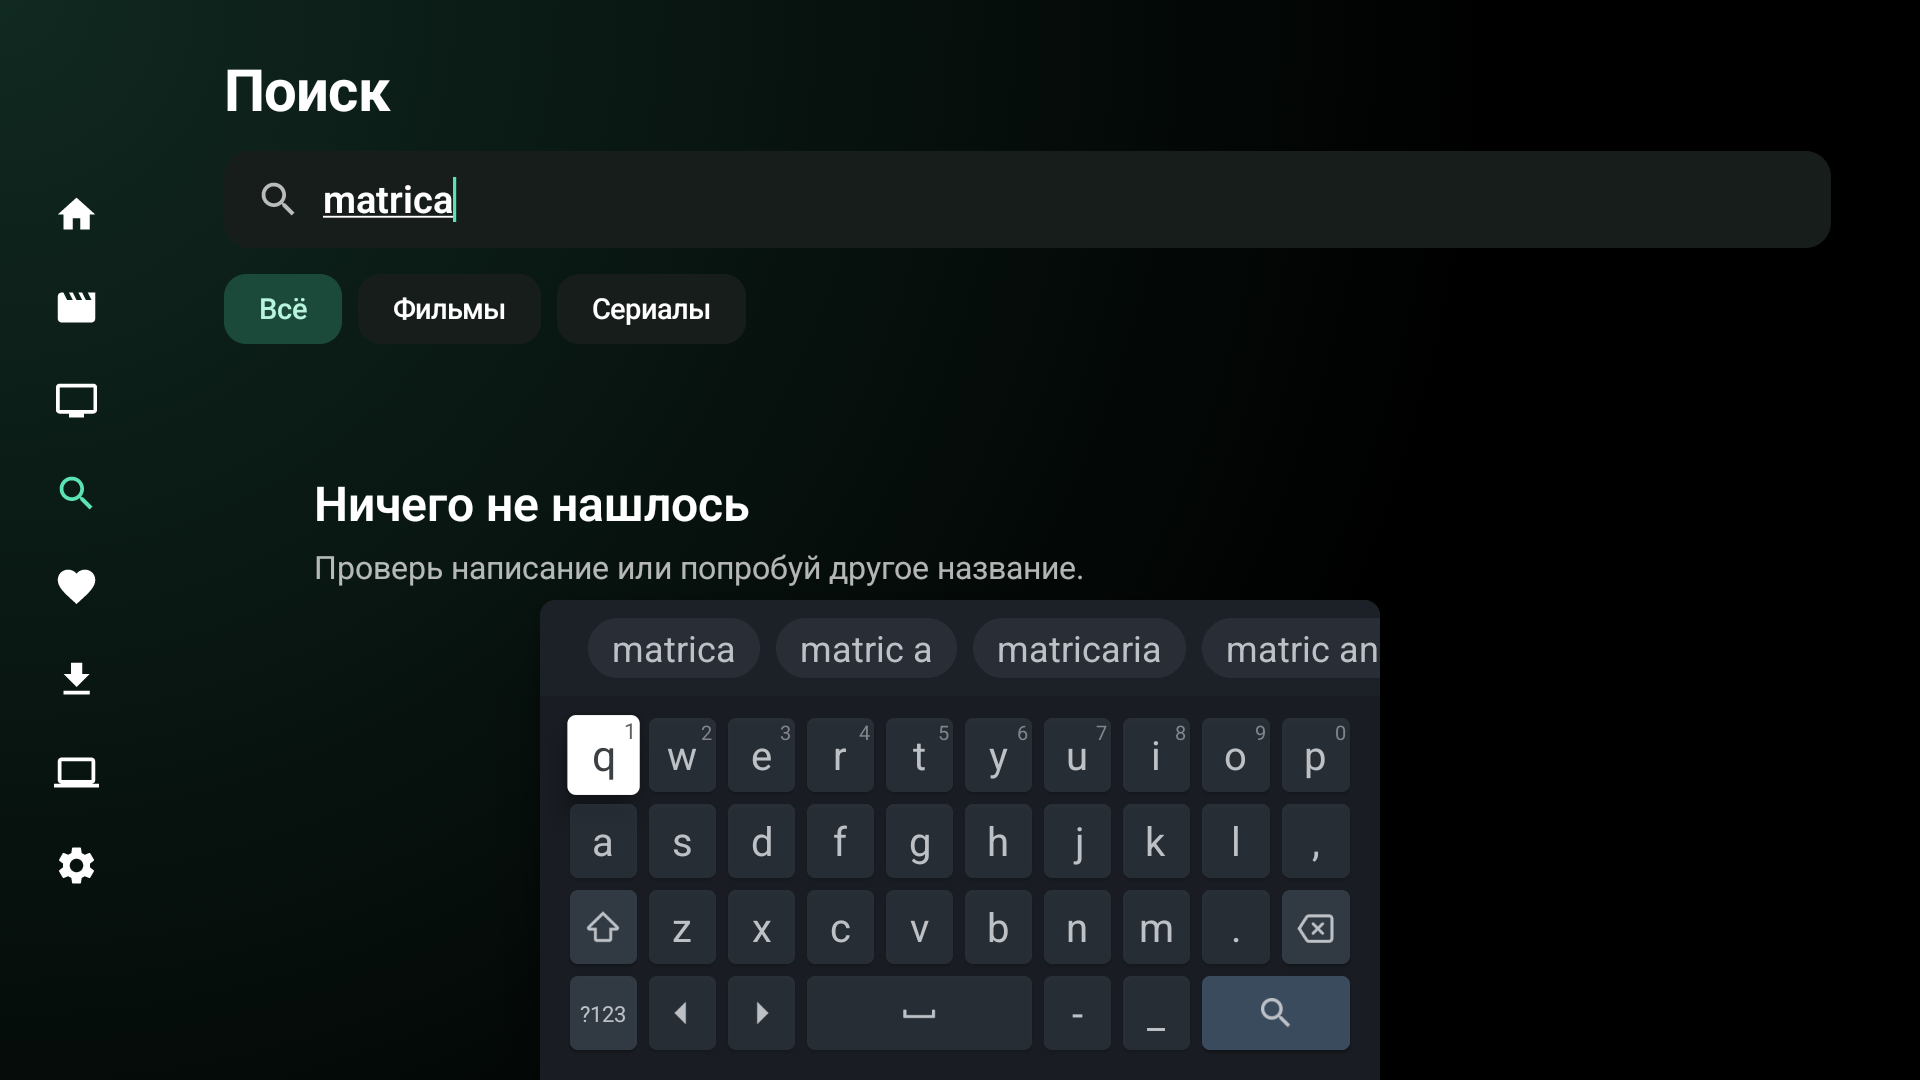 Поиск
matrica
Всё Фильмы Сериалы
Ничего не нашлось
Проверь написание или попробуй другое название.
matrica matric a matricaria matric an
q 1 w 2 e 3 r 4 t 5 y 6 u 7 i 8 o 9 p 0
a s d f g h j k l ,
z x c v b n m .
?123 - _